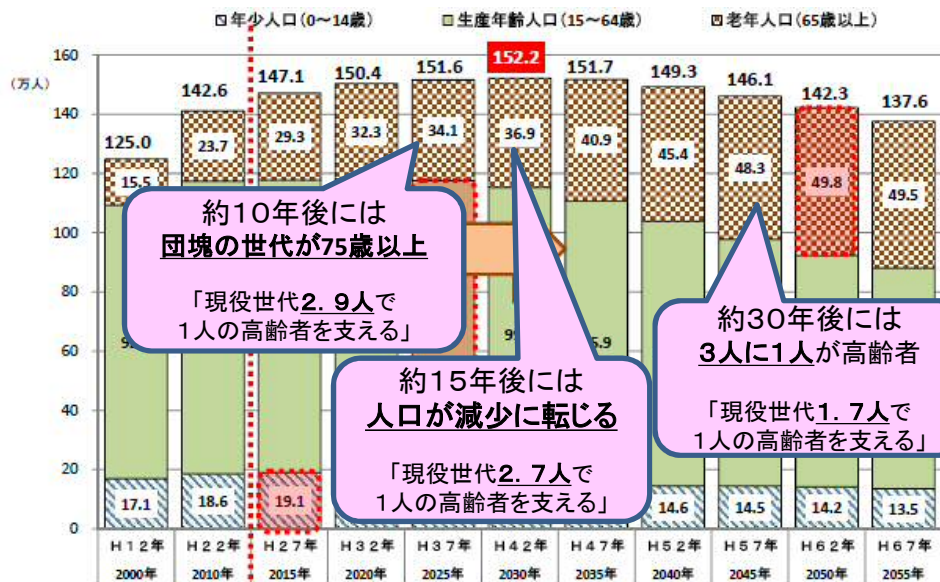 年少人口(0～14歳) 生産年齢人口(15～64歳) 老年人口(65歳以上)
(万人)
160
140
120
100
80
60
40
20
0
125.0 142.6 147.1 150.4 151.6 152.2 151.7 149.3 146.1 142.3 137.6
15.5 23.7 29.3 32.3 34.1 36.9 40.9 45.4 48.3 49.8 49.5
約10年後には
団塊の世代が75歳以上
「現役世代2.9人で
1人の高齢者を支える」
約15年後には
人口が減少に転じる
「現役世代2.7人で
1人の高齢者を支える」
約30年後には
3人に1人が高齢者
「現役世代1.7人で
1人の高齢者を支える」
17.1 18.6 19.1 14.6 14.5 14.2 13.5
H12年 H22年 H27年 H32年 H37年 H42年 H47年 H52年 H57年 H62年 H67年
2000年 2010年 2015年 2020年 2025年 2030年 2035年 2040年 2045年 2050年 2055年